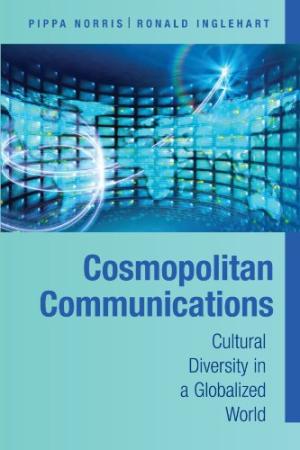 PIPPA NORRIS | RONALD INGLEHART
Cosmopolitan
Communications
Cultural
Diversity in
a Globalized
World